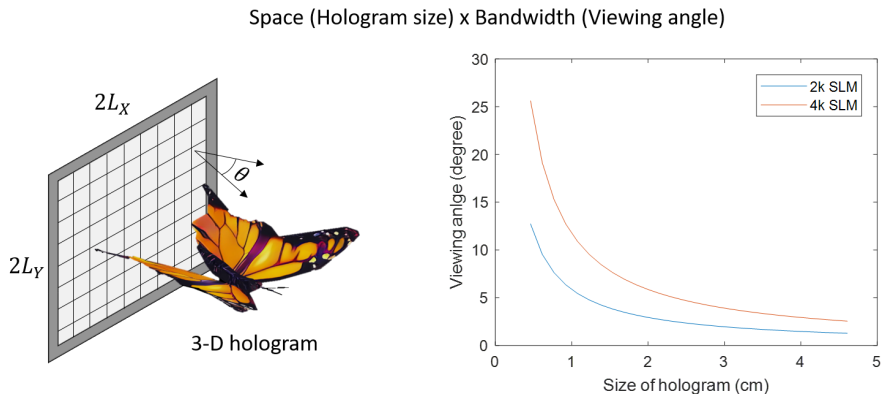 Space (Hologram size) x Bandwidth (Viewing angle)
2L_X
2L_Y
θ
3-D hologram
30
25
20
15
10
5
0
Viewing anlge (degree)
2k SLM
4k SLM
0 1 2 3 4 5
Size of hologram (cm)